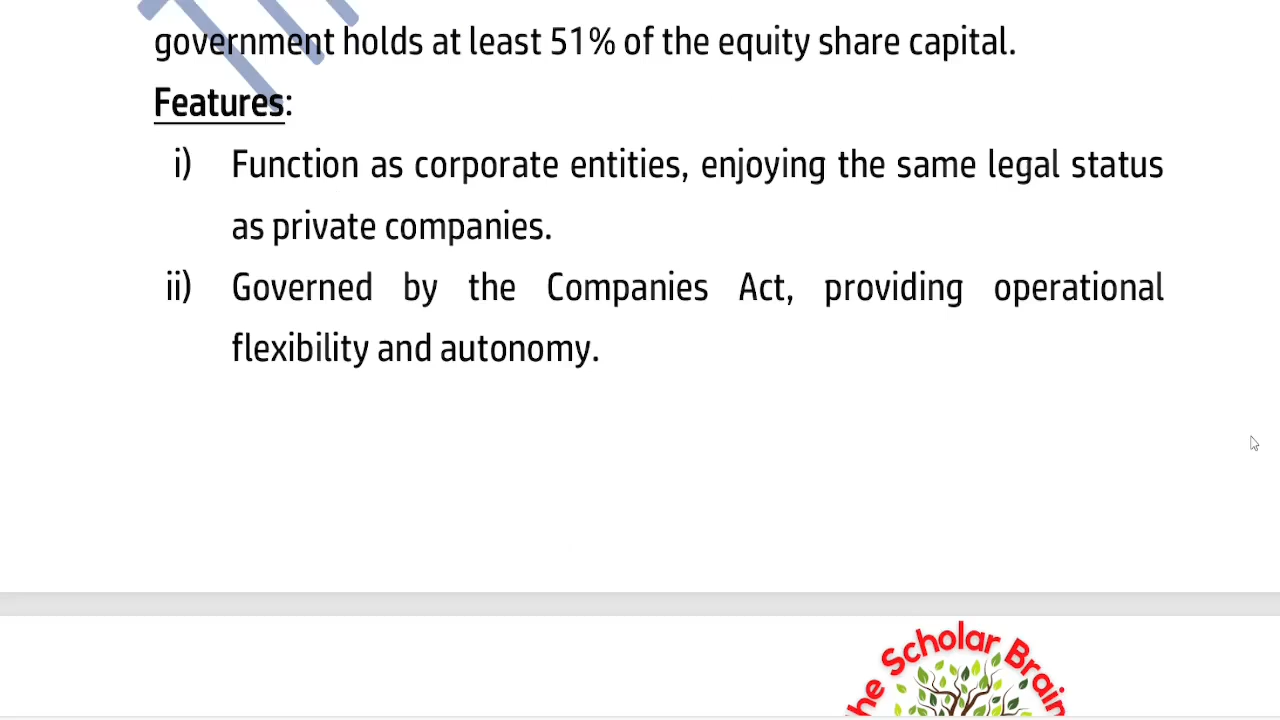 government holds at least 51% of the equity share capital.
Features:
i) Function as corporate entities, enjoying the same legal status
as private companies.
ii) Governed by the Companies Act, providing operational
flexibility and autonomy.
he Scholar Brain